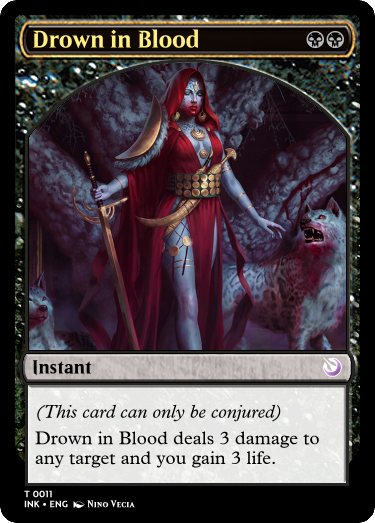 Drown in Blood
Instant
(This card can only be conjured)
Drown in Blood deals 3 damage to
any target and you gain 3 life.
T 0011
INK • ENG Nino Vecia